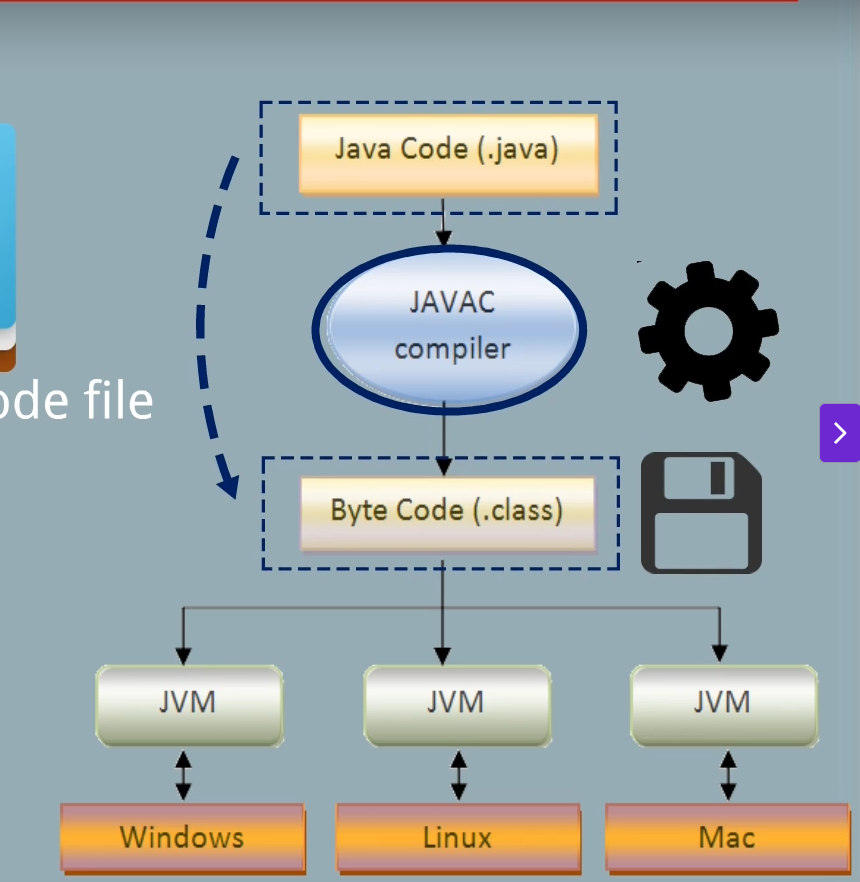 Java Code (.java)
JAVAC
compiler
ode file
Byte Code (.class)
JVM
JVM
JVM
Windows
Linux
Mac